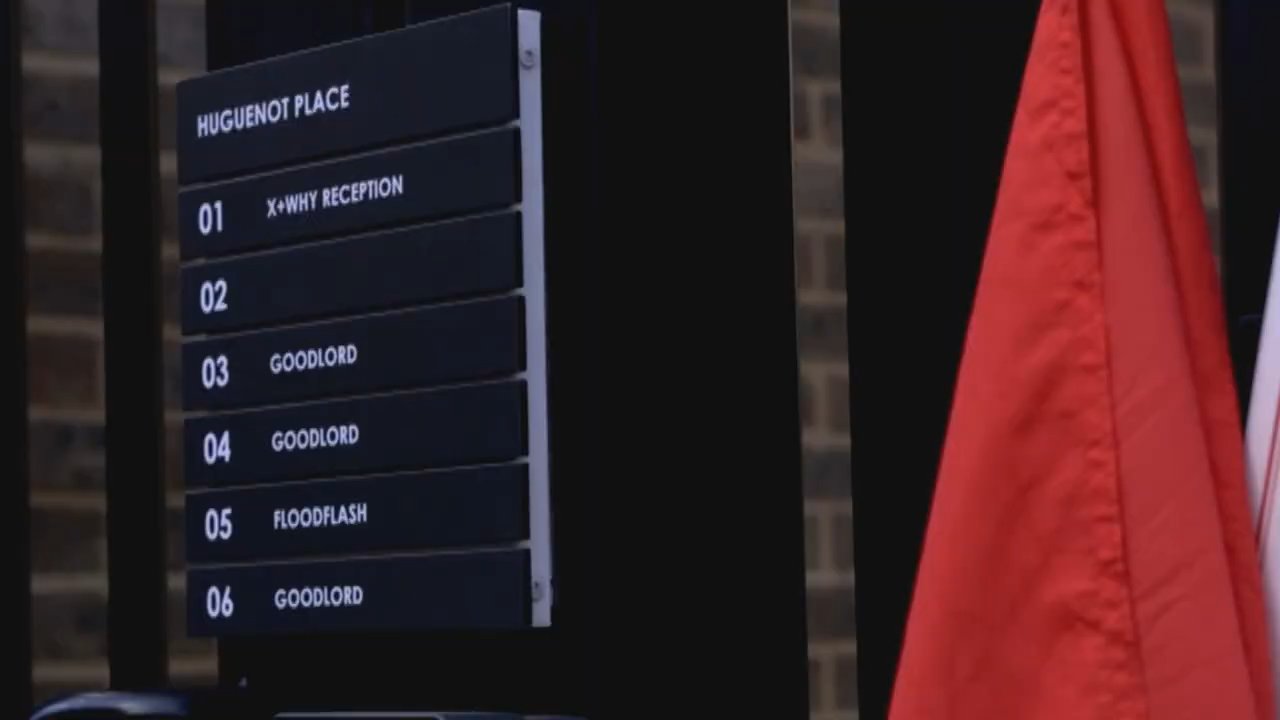 HUGUENOT PLACE
01 X+WHY RECEPTION
02
03 GOODLORD
04 GOODLORD
05 FLOODFLASH
06 GOODLORD